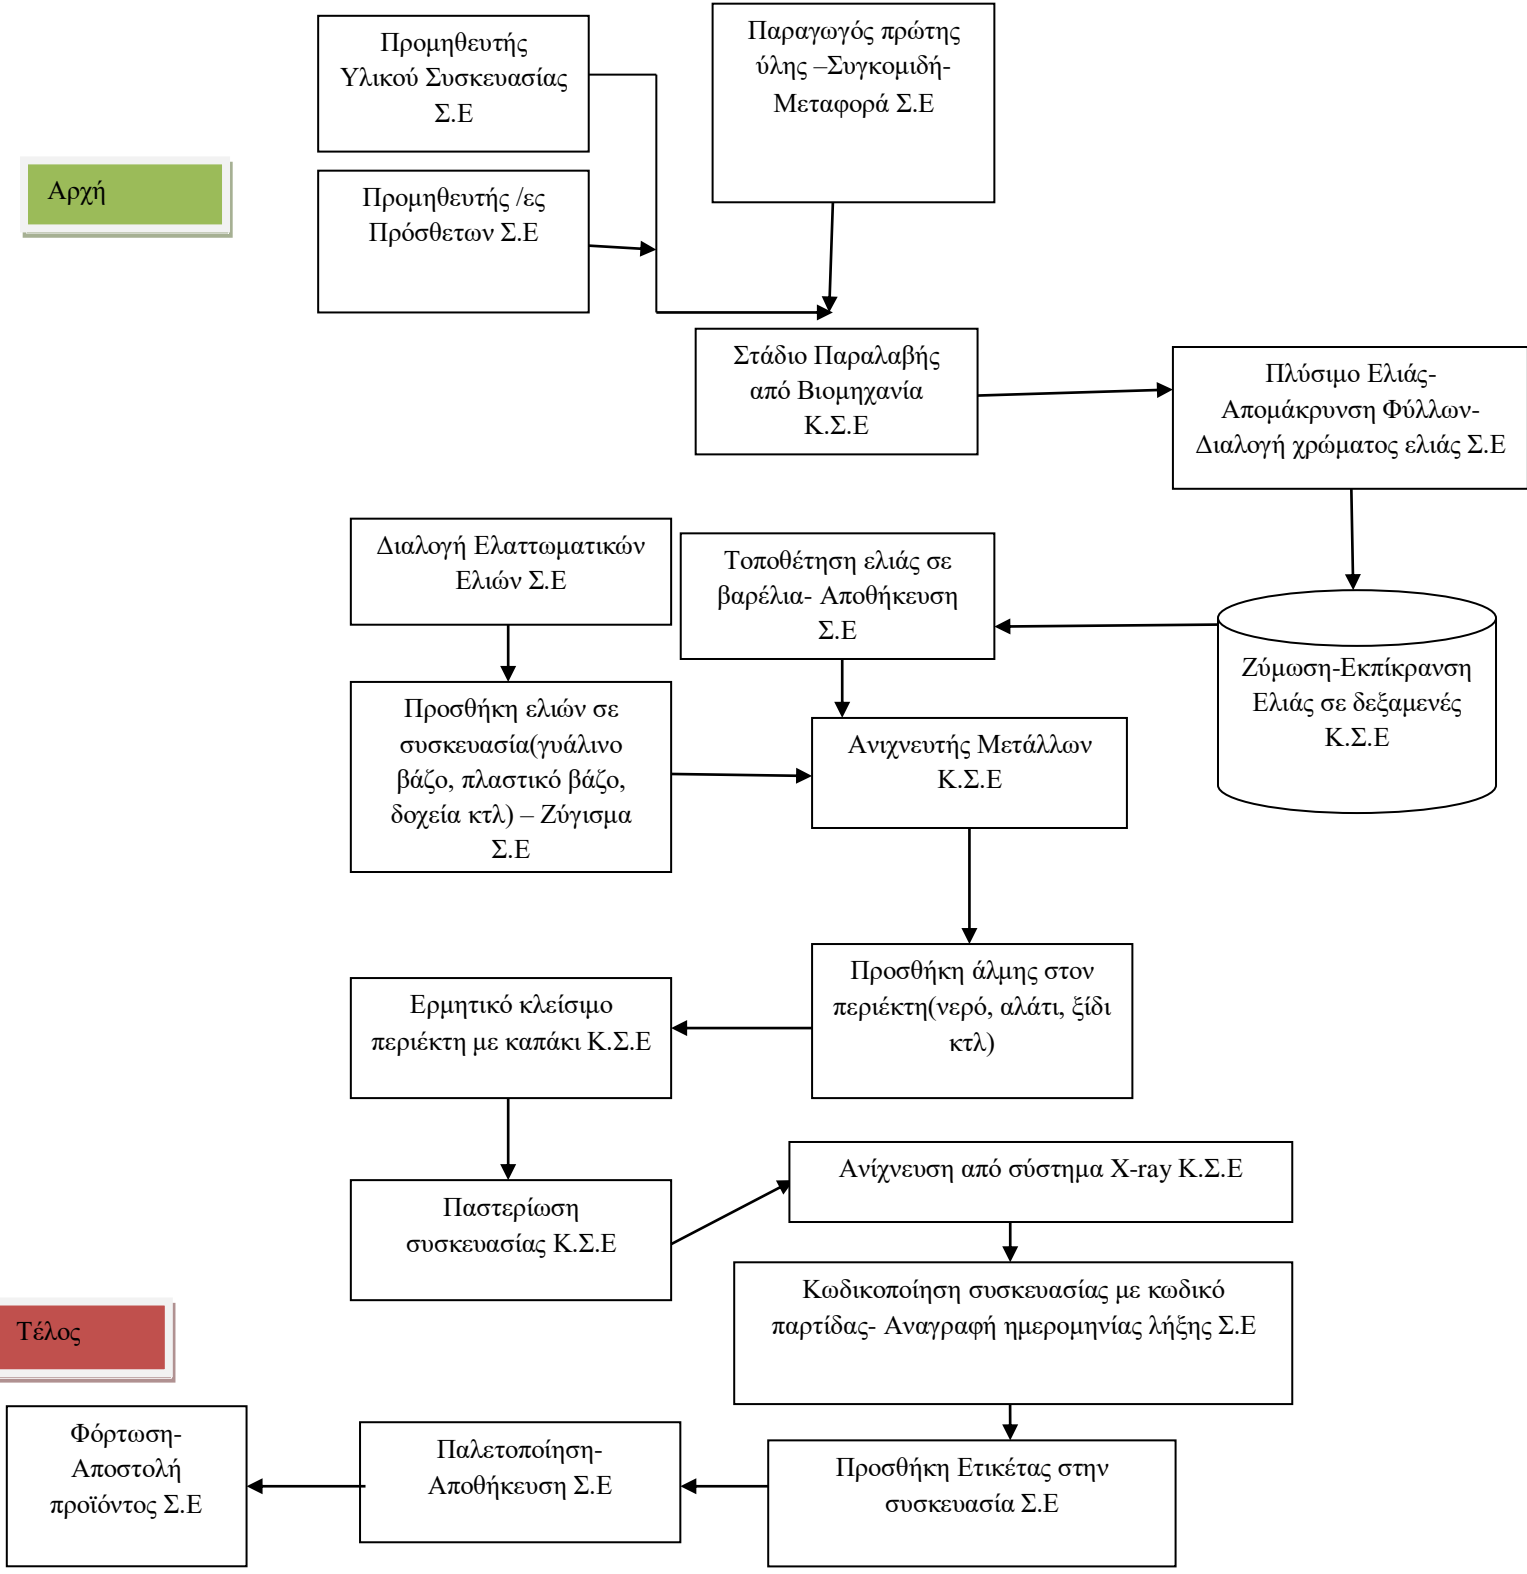 Προμηθευτής
Υλικού Συσκευασίας
Σ.Ε
Παραγωγός πρώτης
ύλης –Συγκομιδή-
Μεταφορά Σ.Ε
Αρχή
Προμηθευτής /ες
Πρόσθετων Σ.Ε
Στάδιο Παραλαβής
από Βιομηχανία
Κ.Σ.Ε
Πλύσιμο Ελιάς-
Απομάκρυνση Φύλλων-
Διαλογή χρώματος ελιάς Σ.Ε
Διαλογή Ελαττωματικών
Ελιών Σ.Ε
Τοποθέτηση ελιάς σε
βαρέλια- Αποθήκευση
Σ.Ε
Ζύμωση-Εκπίκρανση
Ελιάς σε δεξαμενές
Κ.Σ.Ε
Προσθήκη ελιών σε
συσκευασία(γυάλινο
βάζο, πλαστικό βάζο,
δοχεία κτλ) – Ζύγισμα
Σ.Ε
Ανιχνευτής Μετάλλων
Κ.Σ.Ε
Προσθήκη άλμης στον
περιέκτη(νερό, αλάτι, ξίδι
κτλ)
Ερμητικό κλείσιμο
περιέκτη με καπάκι Κ.Σ.Ε
Παστερίωση
συσκευασίας Κ.Σ.Ε
Ανίχνευση από σύστημα X-ray Κ.Σ.Ε
Κωδικοποίηση συσκευασίας με κωδικό
παρτίδας- Αναγραφή ημερομηνίας λήξης Σ.Ε
Τέλος
Φόρτωση-
Αποστολή
προϊόντος Σ.Ε
Παλετοποίηση-
Αποθήκευση Σ.Ε
Προσθήκη Ετικέτας στην
συσκευασία Σ.Ε